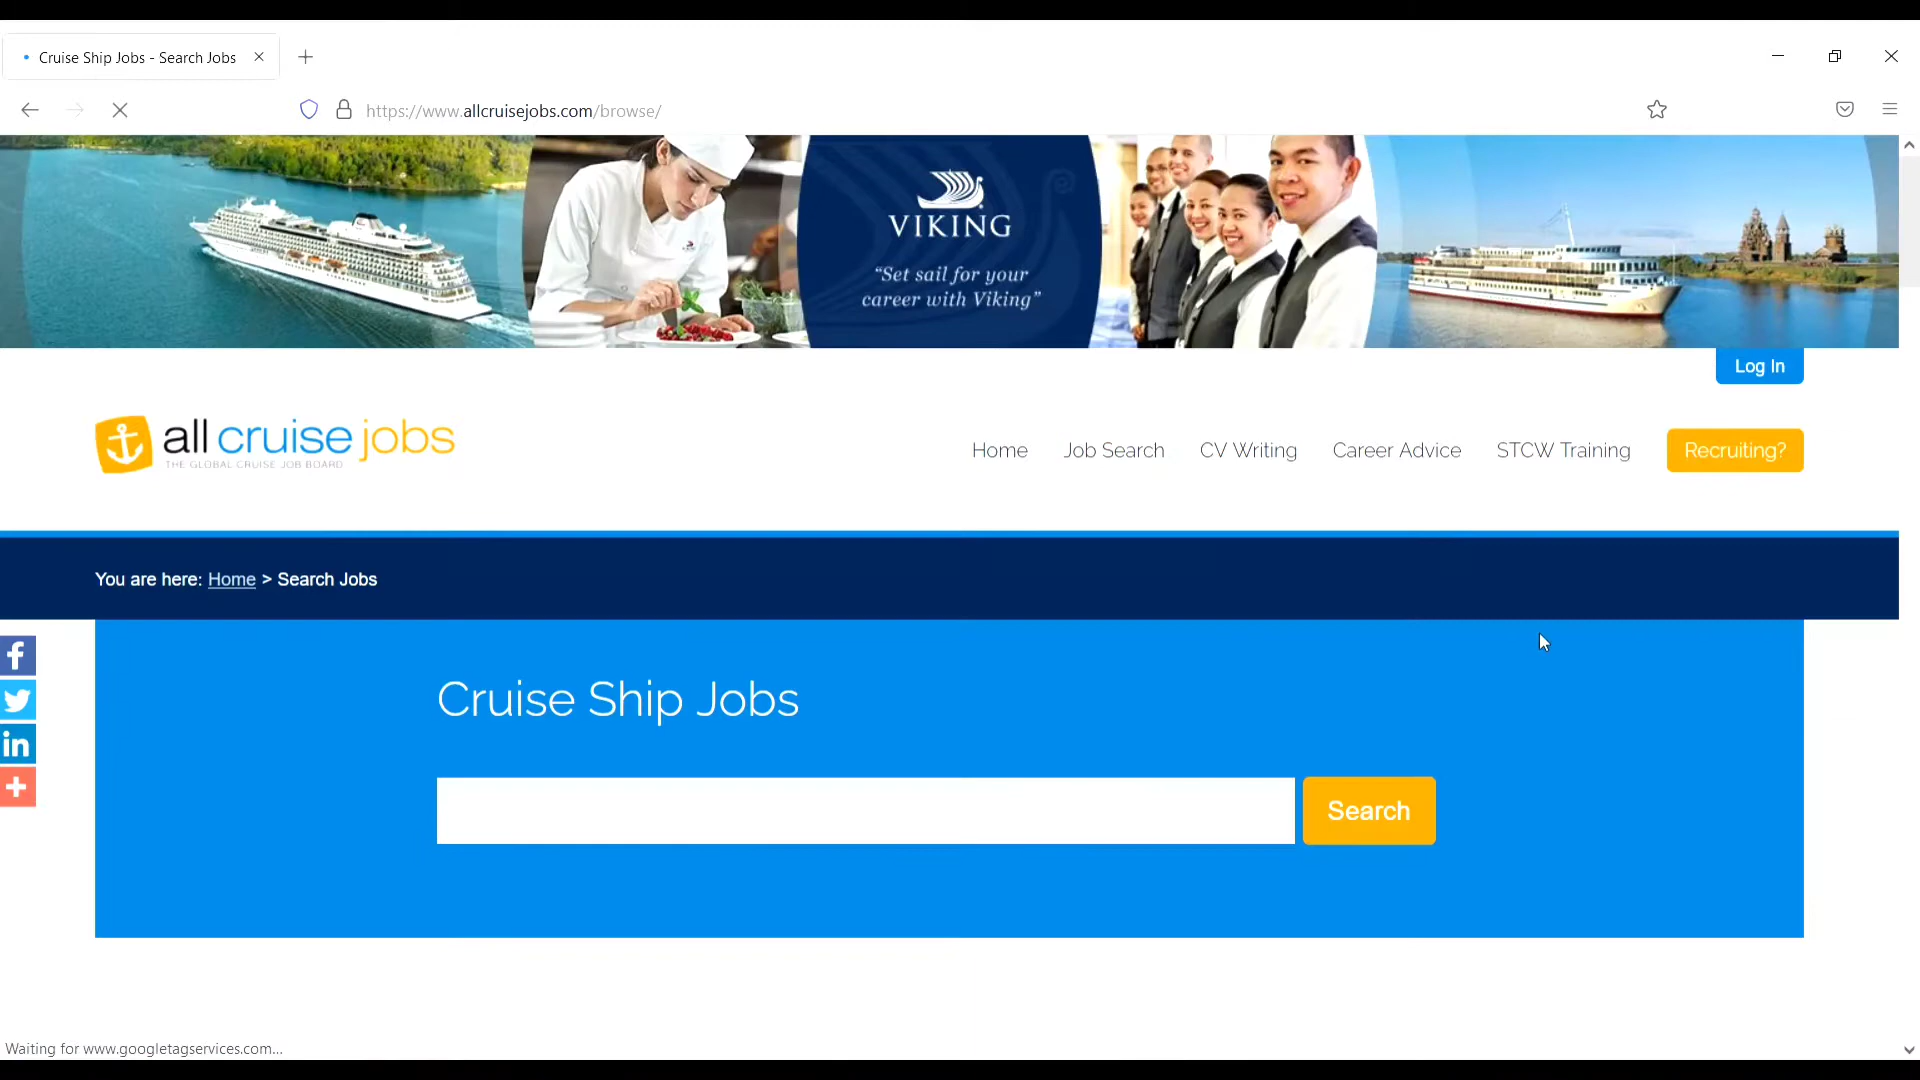 Cruise Ship Jobs - Search Jobs
https://www.allcruisejobs.com/browse/
VIKING
“Set sail for your
career with Viking”
Log In
all cruise jobs
THE GLOBAL CRUISE JOB BOARD
Home
Job Search
CV Writing
Career Advice
STCW Training
Recruiting?
You are here: Home > Search Jobs
Cruise Ship Jobs
Search
Waiting for www.googletagservices.com...